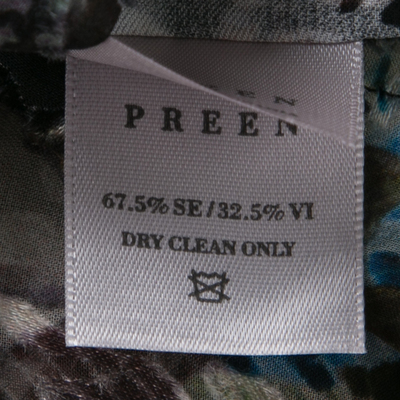 PREEN
67.5% SE/32.5% VI
DRY CLEAN ONLY